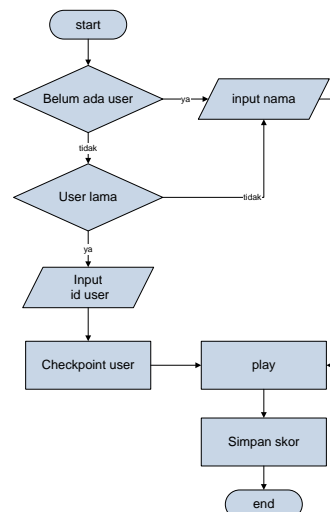 start
Belum ada user
ya
input nama
tidak
User lama
tidak
ya
Input
id user
Checkpoint user
play
Simpan skor
end